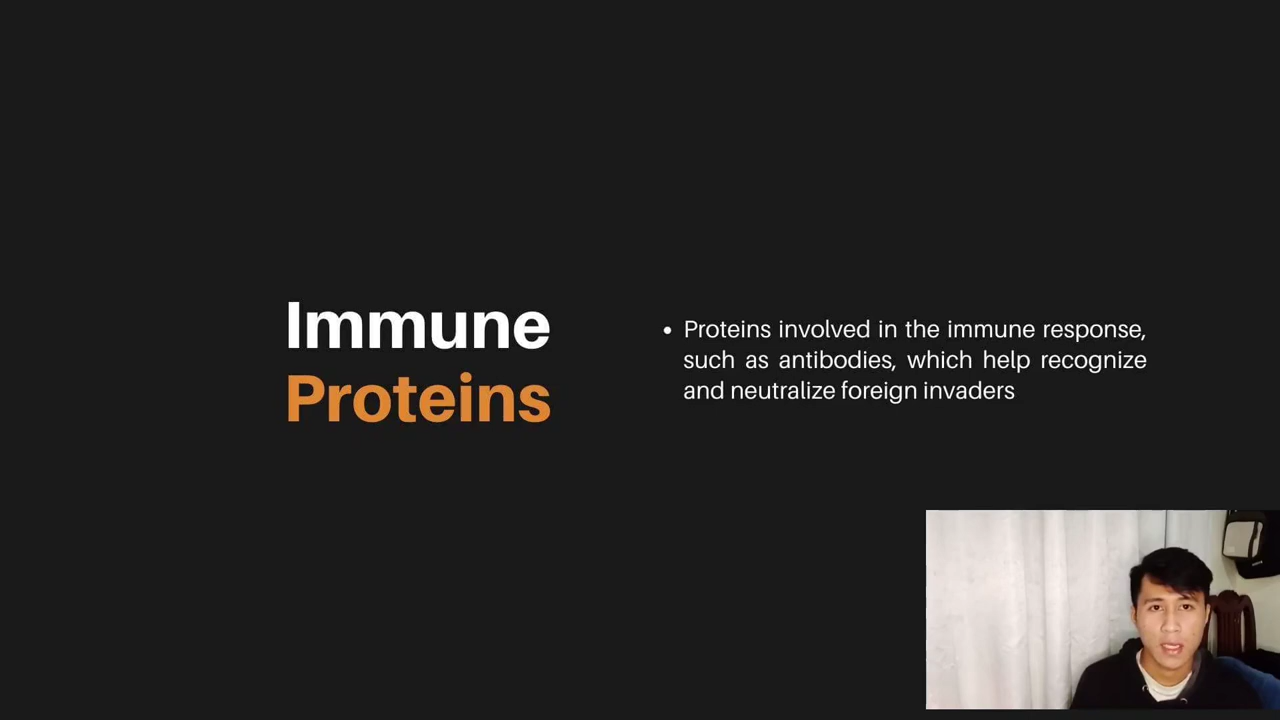 Immune
Proteins
• Proteins involved in the immune response,
such as antibodies, which help recognize
and neutralize foreign invaders